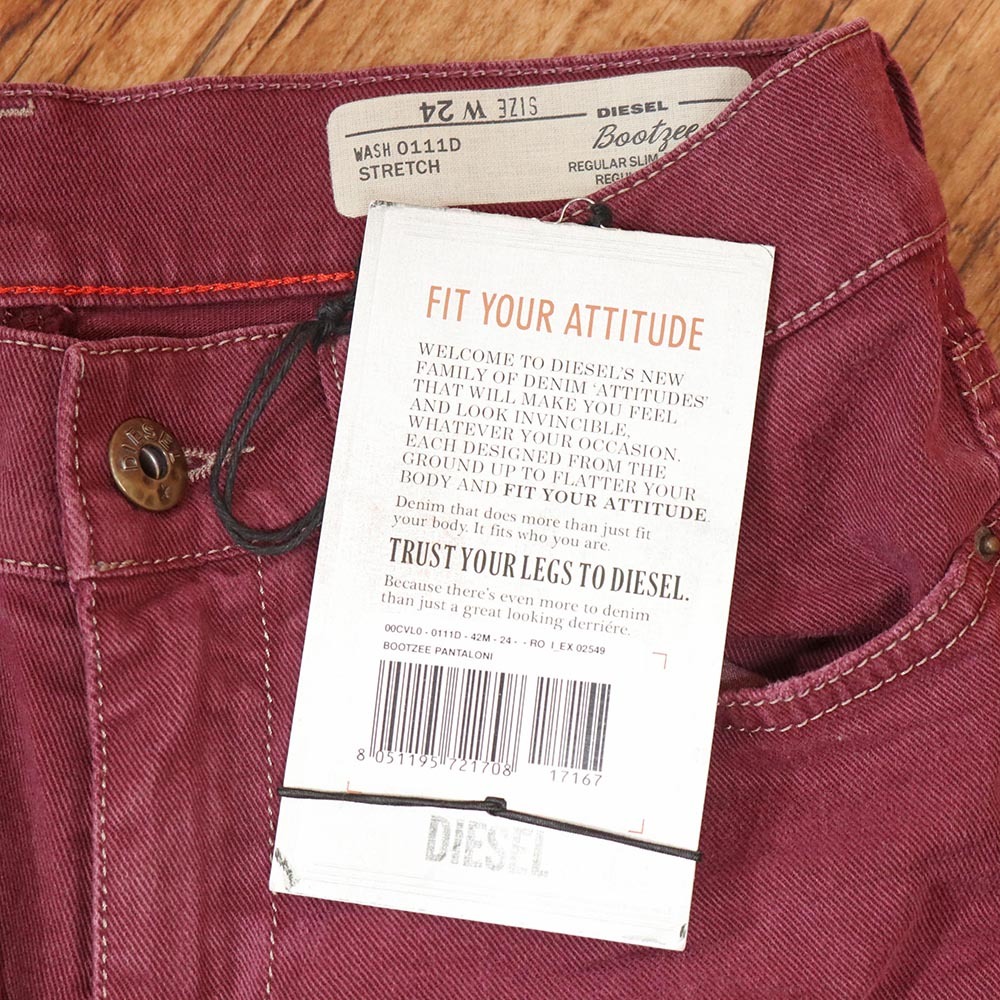 SIZE W 24
WASH 0111D
STRETCH
DIESEL
Bootzee
REGULAR SLIM
DIESEL
FIT YOUR ATTITUDE
WELCOME TO DIESEL'S NEW
FAMILY OF DENIM 'ATTITUDES'
THAT WILL MAKE YOU FEEL
AND LOOK INVINCIBLE,
WHATEVER YOUR OCCASION.
EACH DESIGNED FROM THE
GROUND UP TO FLATTER YOUR
BODY AND FIT YOUR ATTITUDE.
Denim that does more than just fit
your body. It fits who you are.
TRUST YOUR LEGS TO DIESEL.
Because there's even more to denim
than just a great looking derriére.
00CVL0 - 0111D - 42M - 24 - - RO I_EX 02549
BOOTZEE PANTALONI
8 051195 721708 17167
DIESEL